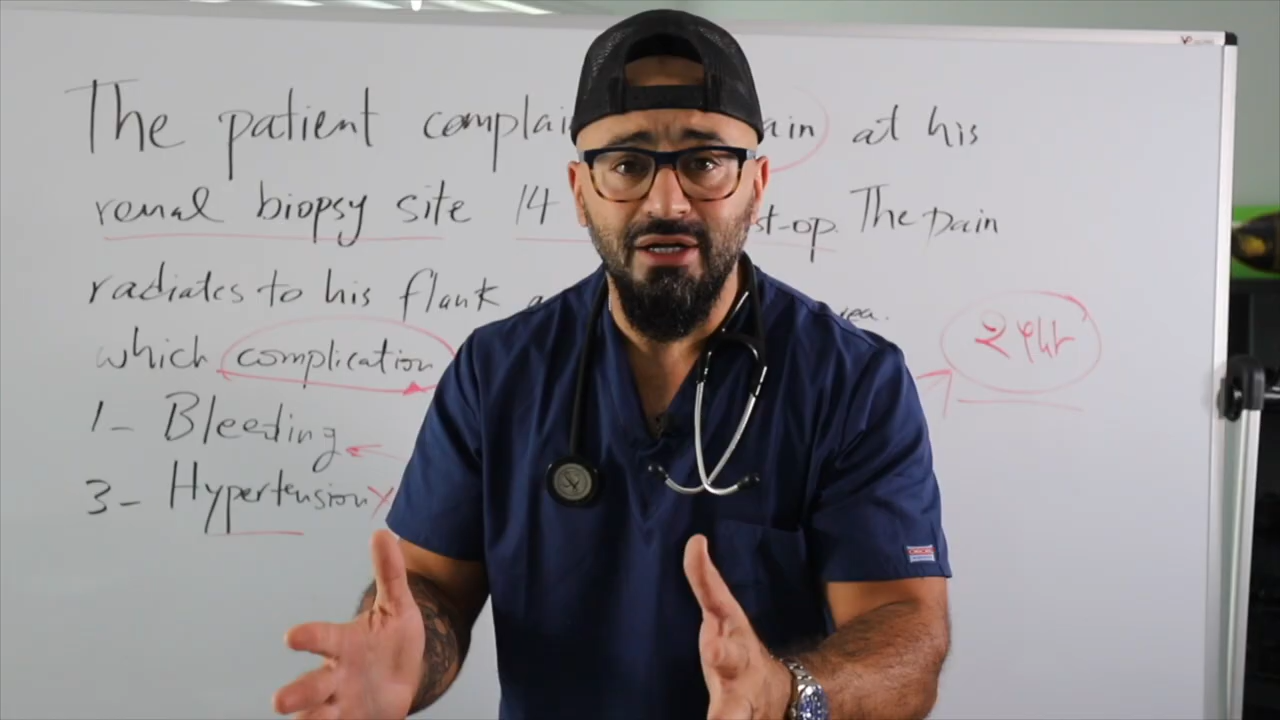 The patient complai ain at his
renal biopsy site 14 st-op. The pain
radiates to his flank a rea.
which complication
1- Bleeding
3- Hypertension x